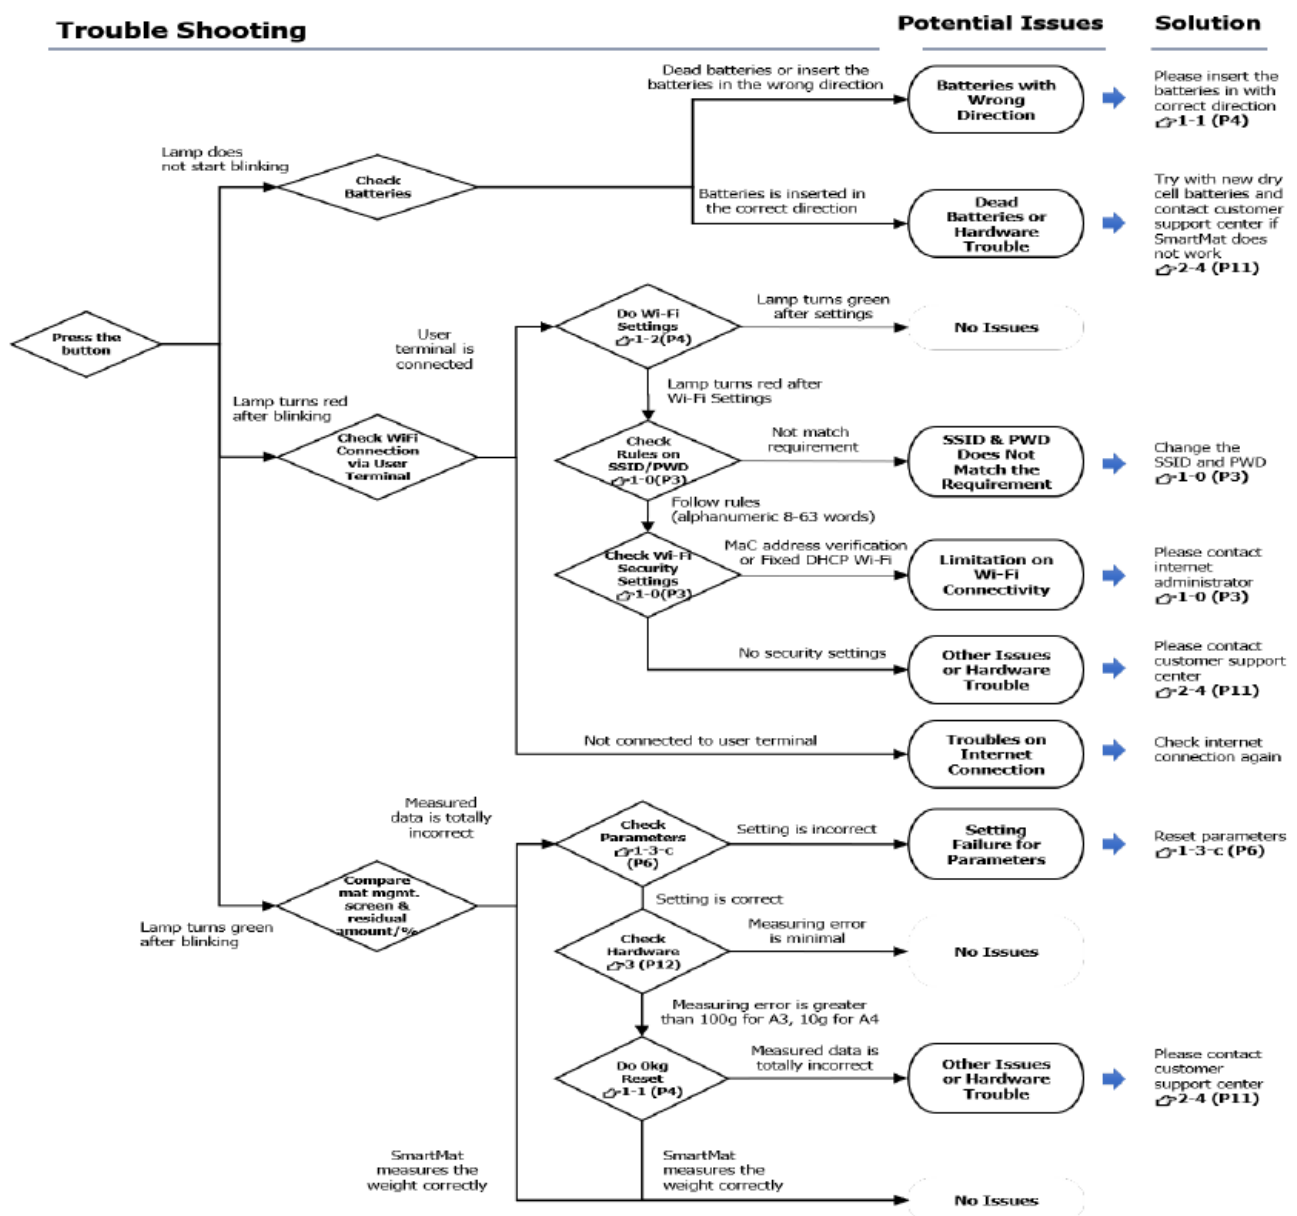 Trouble Shooting
Potential Issues
Solution
Dead batteries or insert the
batteries in the wrong direction
Batteries with
Wrong
Direction
Please insert the
batteries in with
correct direction
1-1 (P4)
Lamp does
not start blinking
Check
Batteries
Batteries is inserted in
the correct direction
Dead
Batteries or
Hardware
Trouble
Try with new dry
cell batteries and
contact customer
support center if
SmartMat does
not work
2-4 (P11)
Press the
button
User
terminal is
connected
Do Wi-Fi
Settings
1-2(P4)
Lamp turns green
after settings
No Issues
Lamp turns red after
Wi-Fi Settings
Lamp turns red
after blinking
Check WiFi
Connection
via User
Terminal
Check
Rules on
SSID/PWD
1-0(P3)
Not match
requirement
SSID & PWD
Does Not
Match the
Requirement
Change the
SSID and PWD
1-0 (P3)
Follow rules
(alphanumeric 8-63 words)
Check Wi-Fi
Security
Settings
1-0(P3)
MaC address verification
or Fixed DHCP Wi-Fi
Limitation on
Wi-Fi
Connectivity
Please contact
internet
administrator
1-0 (P3)
No security settings
Other Issues
or Hardware
Trouble
Please contact
customer support
center
2-4 (P11)
Not connected to user terminal
Troubles on
Internet
Connection
Check internet
connection again
Measured
data is totally
incorrect
Check
Parameters
1-3-c
(P6)
Setting is incorrect
Setting
Failure for
Parameters
Reset parameters
1-3-c (P6)
Setting is correct
Lamp turns green
after blinking
Compare
mat mgmt.
screen &
residual
amount/%
Check
Hardware
3 (P12)
Measuring error
is minimal
No Issues
Measuring error is greater
than 100g for A3, 10g for A4
Do 0kg
Reset
1-1 (P4)
Measured data is
totally incorrect
Other Issues
or Hardware
Trouble
Please contact
customer
support center
2-4 (P11)
SmartMat
measures the
weight correctly
SmartMat
measures the
weight correctly
No Issues